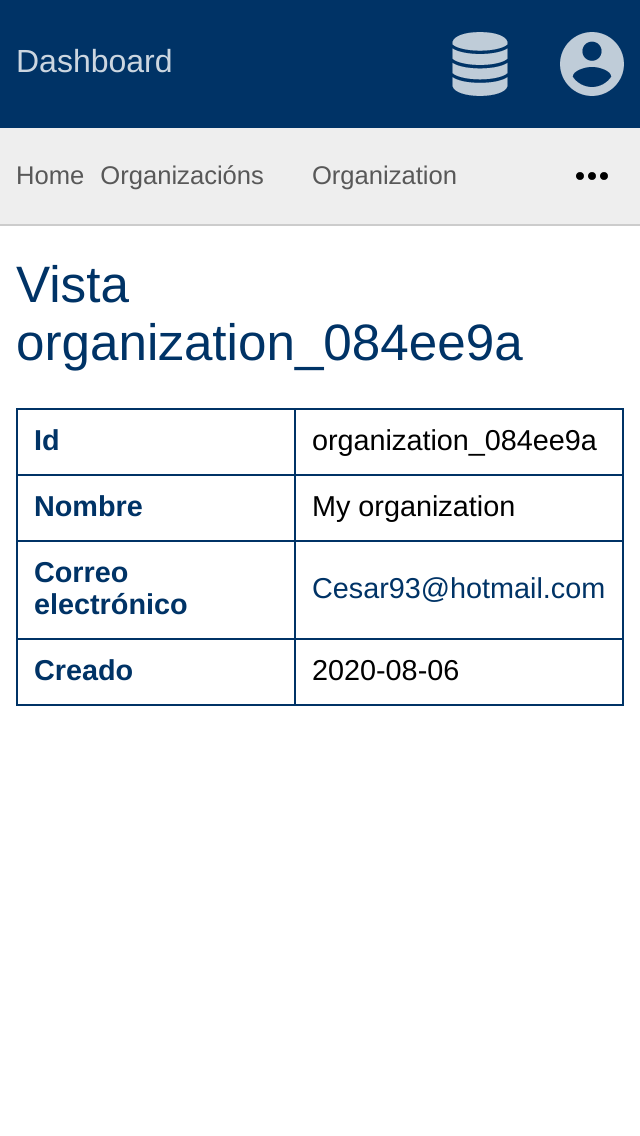 Dashboard
Home Organizacións Organization
Vista
organization_084ee9a
Id organization_084ee9a
Nombre My organization
Correo
electrónico
Cesar93@hotmail.com
Creado 2020-08-06